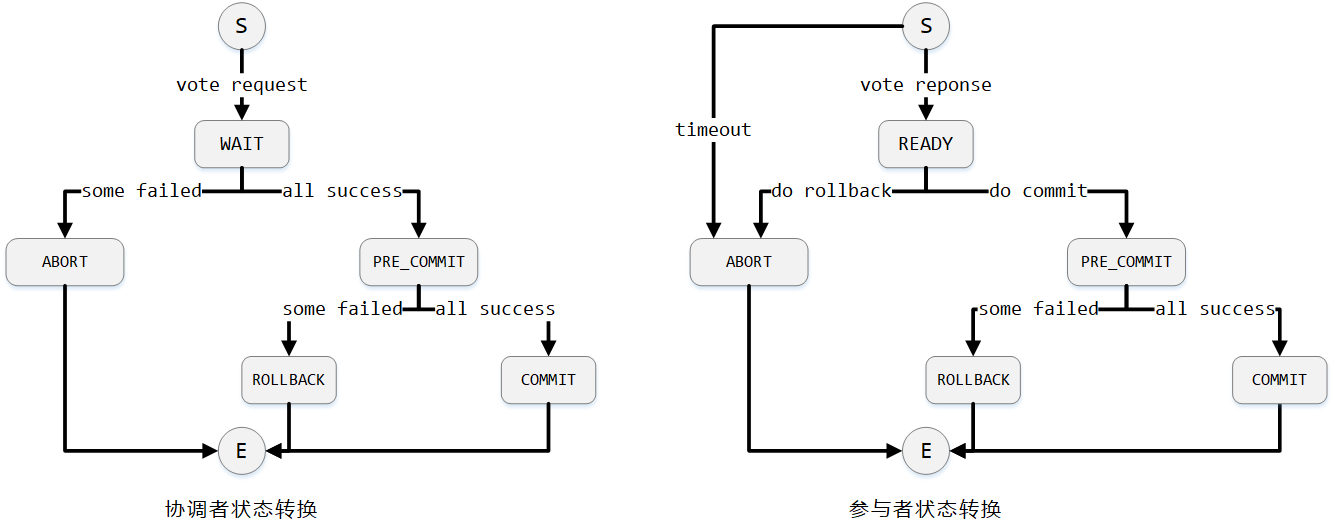 S
vote request
WAIT
some failed
all success
ABORT
PRE_COMMIT
some failed
all success
ROLLBACK
COMMIT
E
协调者状态转换
S
vote reponse
timeout
READY
do rollback
do commit
ABORT
PRE_COMMIT
some failed
all success
ROLLBACK
COMMIT
E
参与者状态转换